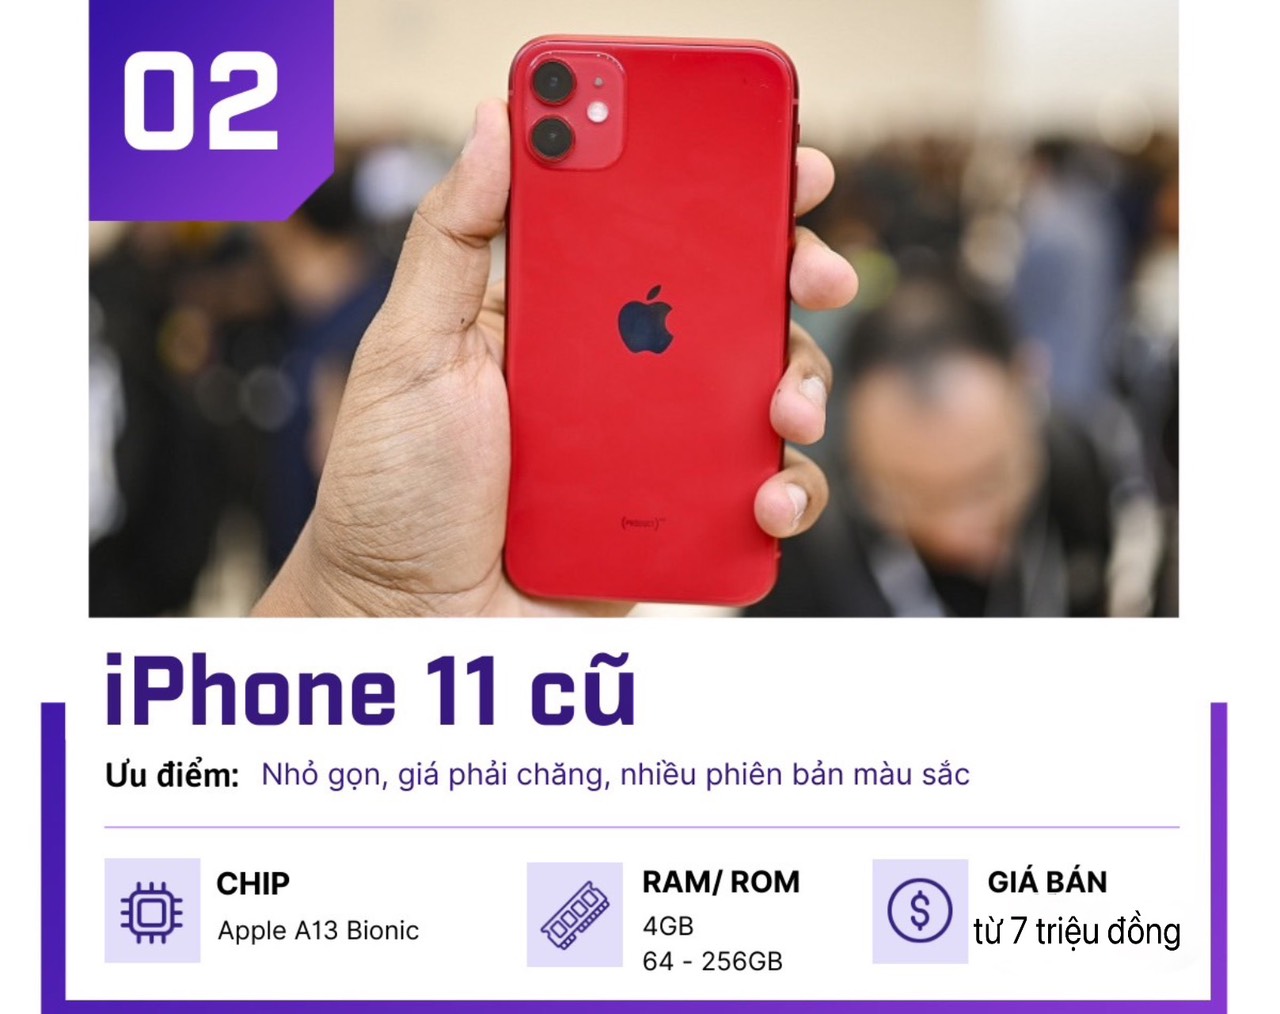 02
(PRODUCT)
iPhone 11 cũ
Ưu điểm: Nhỏ gọn, giá phải chăng, nhiều phiên bản màu sắc
CHIP
Apple A13 Bionic
RAM/ ROM
4GB
64 - 256GB
GIÁ BÁN
từ 7 triệu đồng